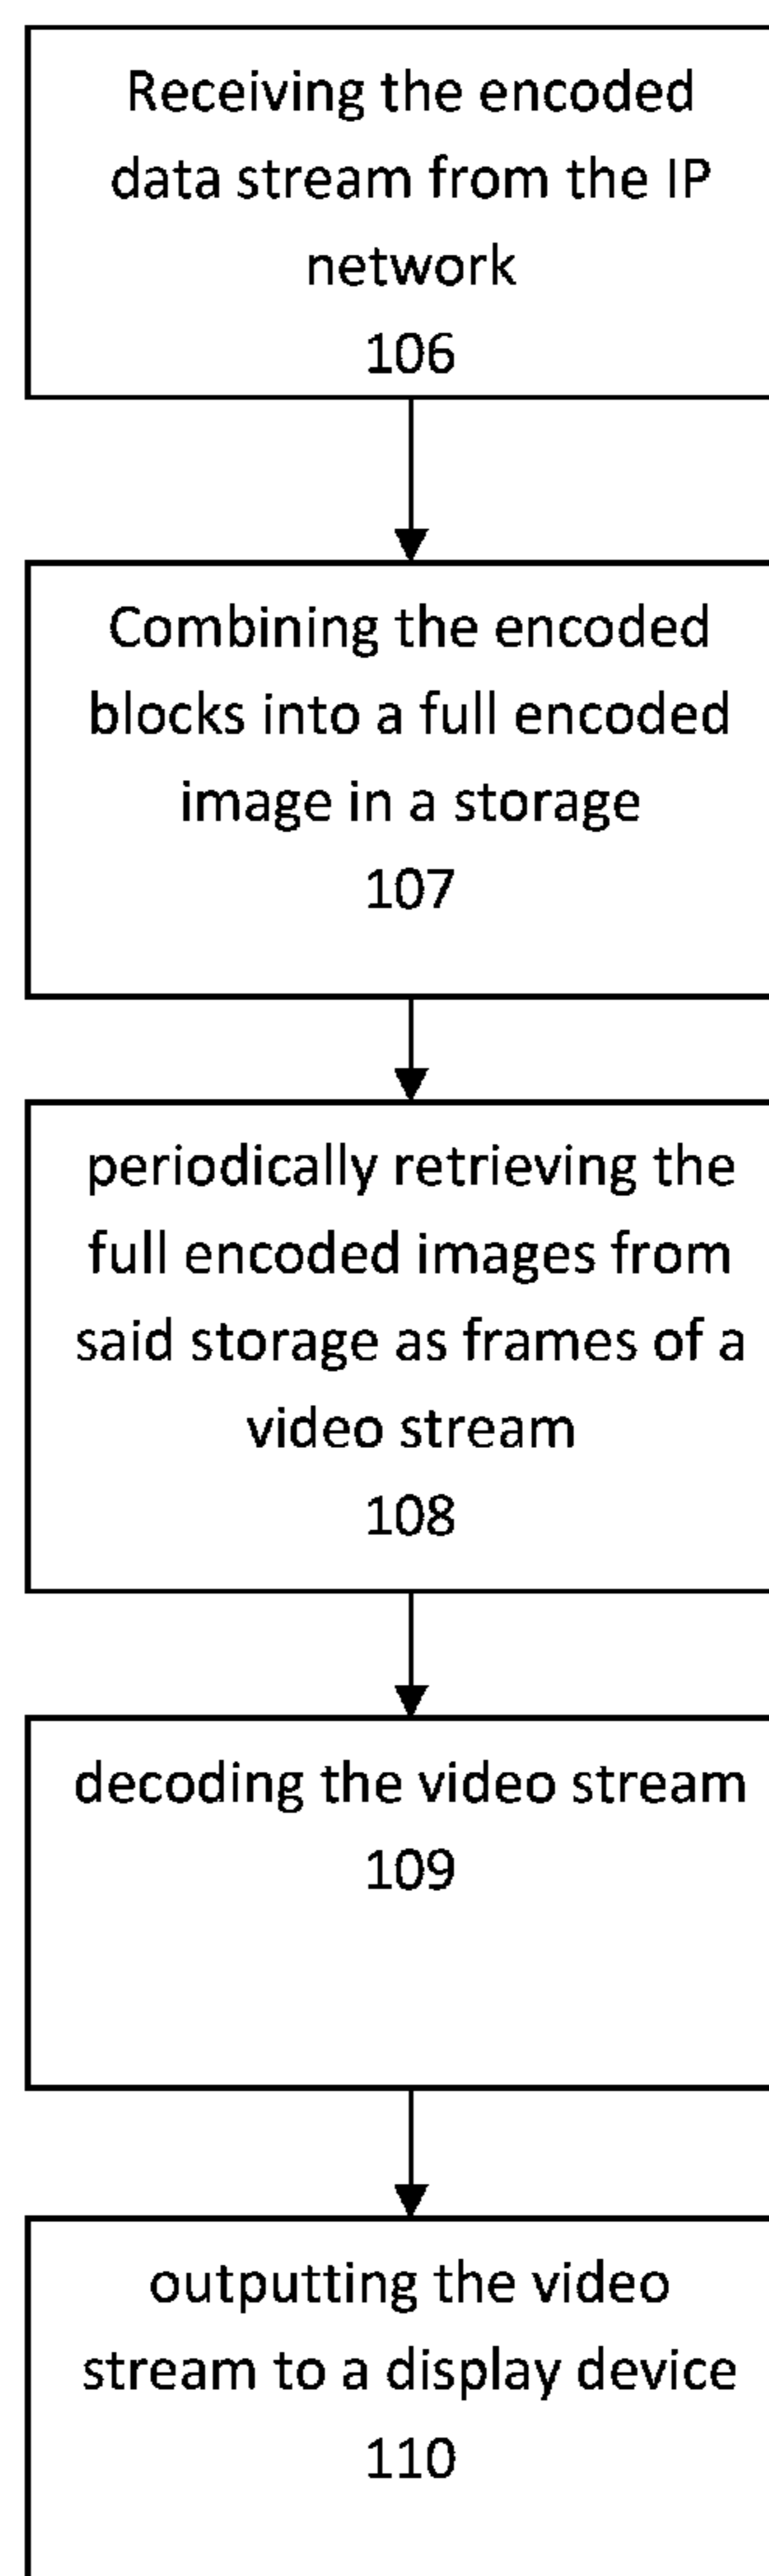 Receiving the encoded
data stream from the IP
network
106
Combining the encoded
blocks into a full encoded
image in a storage
107
periodically retrieving the
full encoded images from
said storage as frames of a
video stream
108
decoding the video stream
109
outputting the video
stream to a display device
110